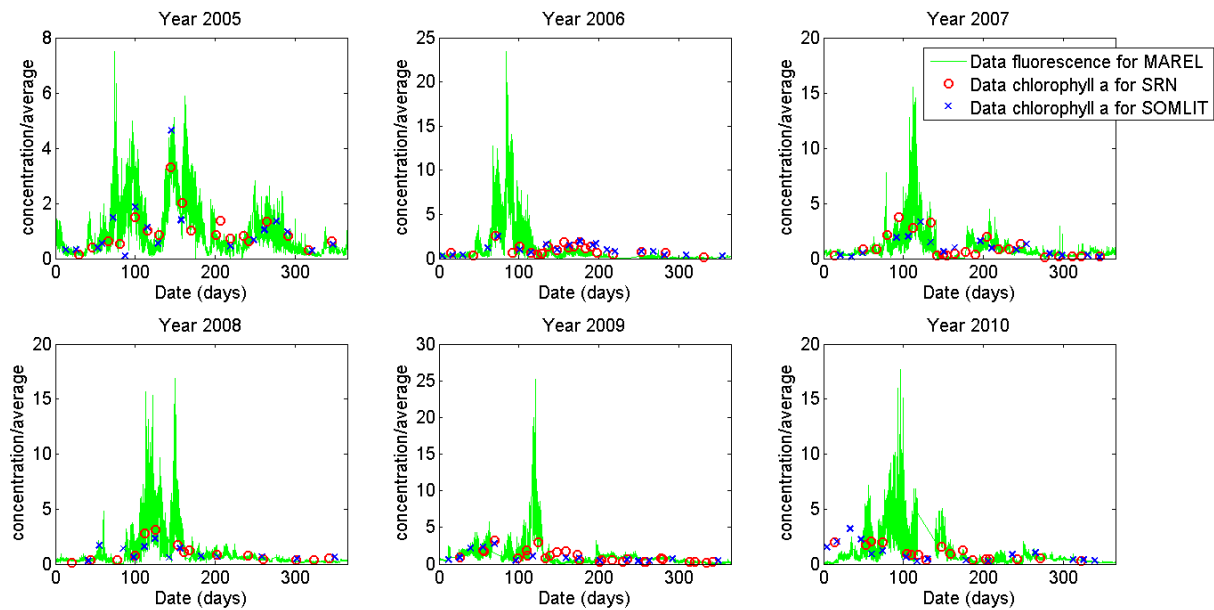 Year 2005
8
6
4
2
0
0 100 200 300
concentration/average
Date (days)
Year 2006
25
20
15
10
5
0
0 100 200 300
concentration/average
Date (days)
Year 2007
20
15
10
5
0
0 100 200 300
concentration/average
Date (days)
Data fluorescence for MAREL
Data chlorophyll a for SRN
Data chlorophyll a for SOMLIT
Year 2008
20
15
10
5
0
0 100 200 300
concentration/average
Date (days)
Year 2009
30
25
20
15
10
5
0
0 100 200 300
concentration/average
Date (days)
Year 2010
20
15
10
5
0
0 100 200 300
concentration/average
Date (days)